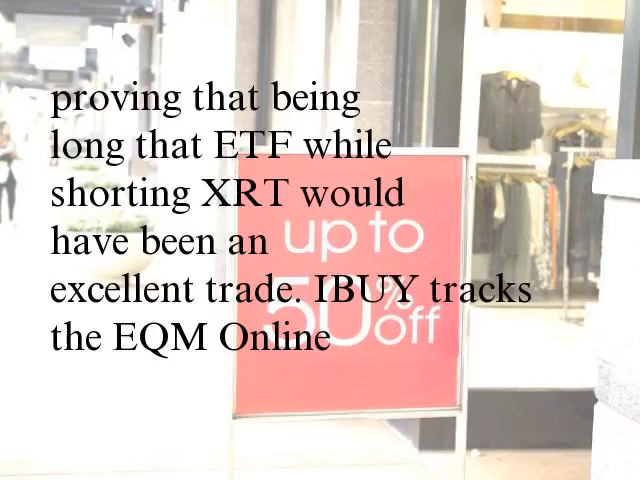 proving that being
long that ETF while
shorting XRT would
have been an
excellent trade. IBUY tracks
the EQM Online
up to
50% off